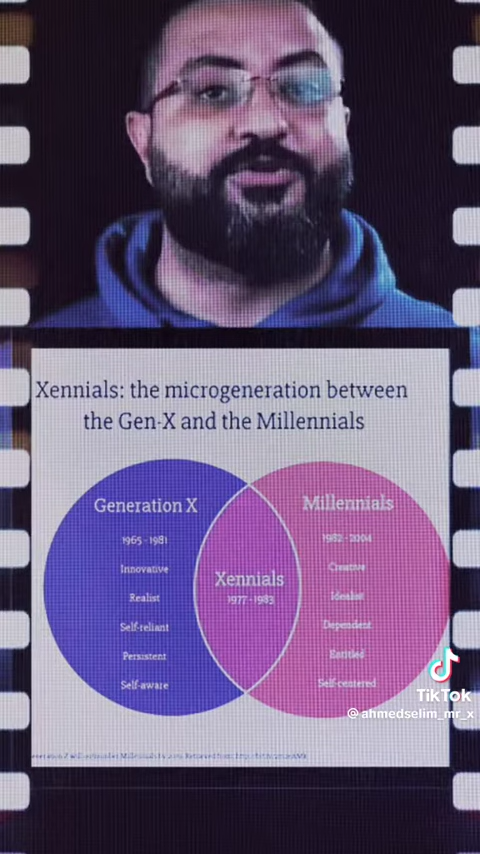 Xennials: the microgeneration between
the Gen-X and the Millennials
Generation X
1965 - 1981
Innovative
Realist
Self-reliant
Persistent
Self-aware
Xennials
1977 - 1983
Millennials
1982 - 2004
Creative
Idealist
Dependent
Entitled
Self-centered
TikTok
@ahmedselim_mr_x